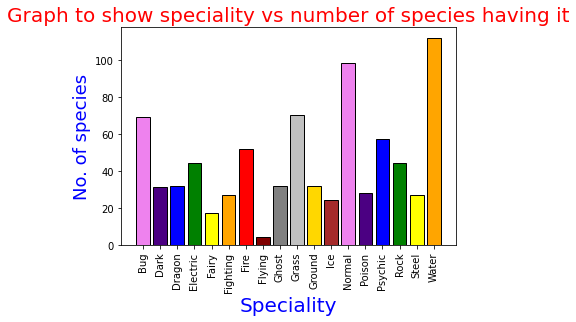 Graph to show speciality vs number of species having it
No. of species
100
80
60
40
20
0
Bug
Dark
Dragon
Electric
Fairy
Fighting
Fire
Flying
Ghost
Grass
Ground
Ice
Normal
Poison
Psychic
Rock
Steel
Water
Speciality